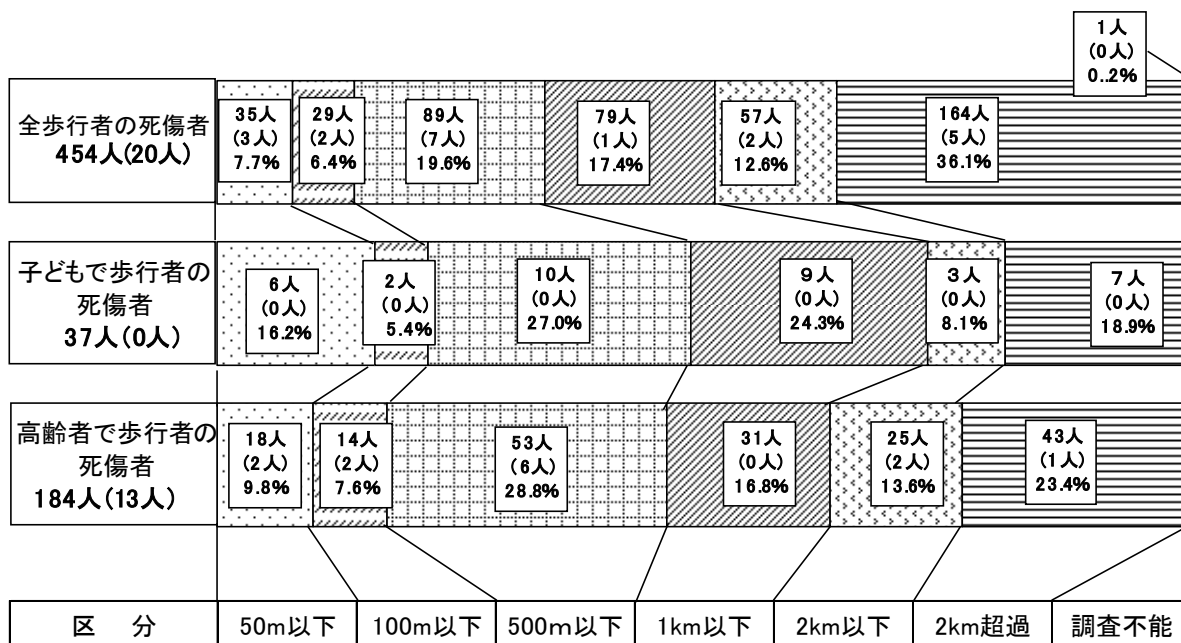 1人
(0人)
0..2%
全歩行者の死傷者
454人(20人)
35人
(3人)
7.7%
29人
(2人)
6.4%
89人
(7人)
19.6%
79人
(1人)
17.4%
57人
(2人)
12.6%
164人
(5人)
36.1%
子どもで歩行者の
死傷者
37人(0人)
6人
(0人)
16.2%
2人
(0人)
5.4%
10人
(0人)
27.0%
9人
(0人)
24.3%
3人
(0人)
8.1%
7人
(0人)
18.9%
高齢者で歩行者の
死傷者
184人(13人)
18人
(2人)
9.8%
14人
(2人)
7.6%
53人
(6人)
28.8%
31人
(0人)
16.8%
25人
(2人)
13.6%
43人
(1人)
23.4%
区 分 50m以下 100m以下 500m以下 1km以下 2km以下 2km超過 調査不能